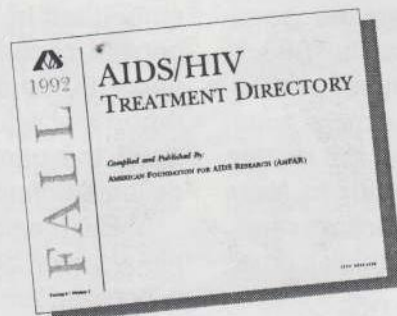 1992
FALL
AIDS/HIV
TREATMENT DIRECTORY
Compiled and Published By:
AMERICAN FOUNDATION FOR AIDS RESEARCH (AmFAR)